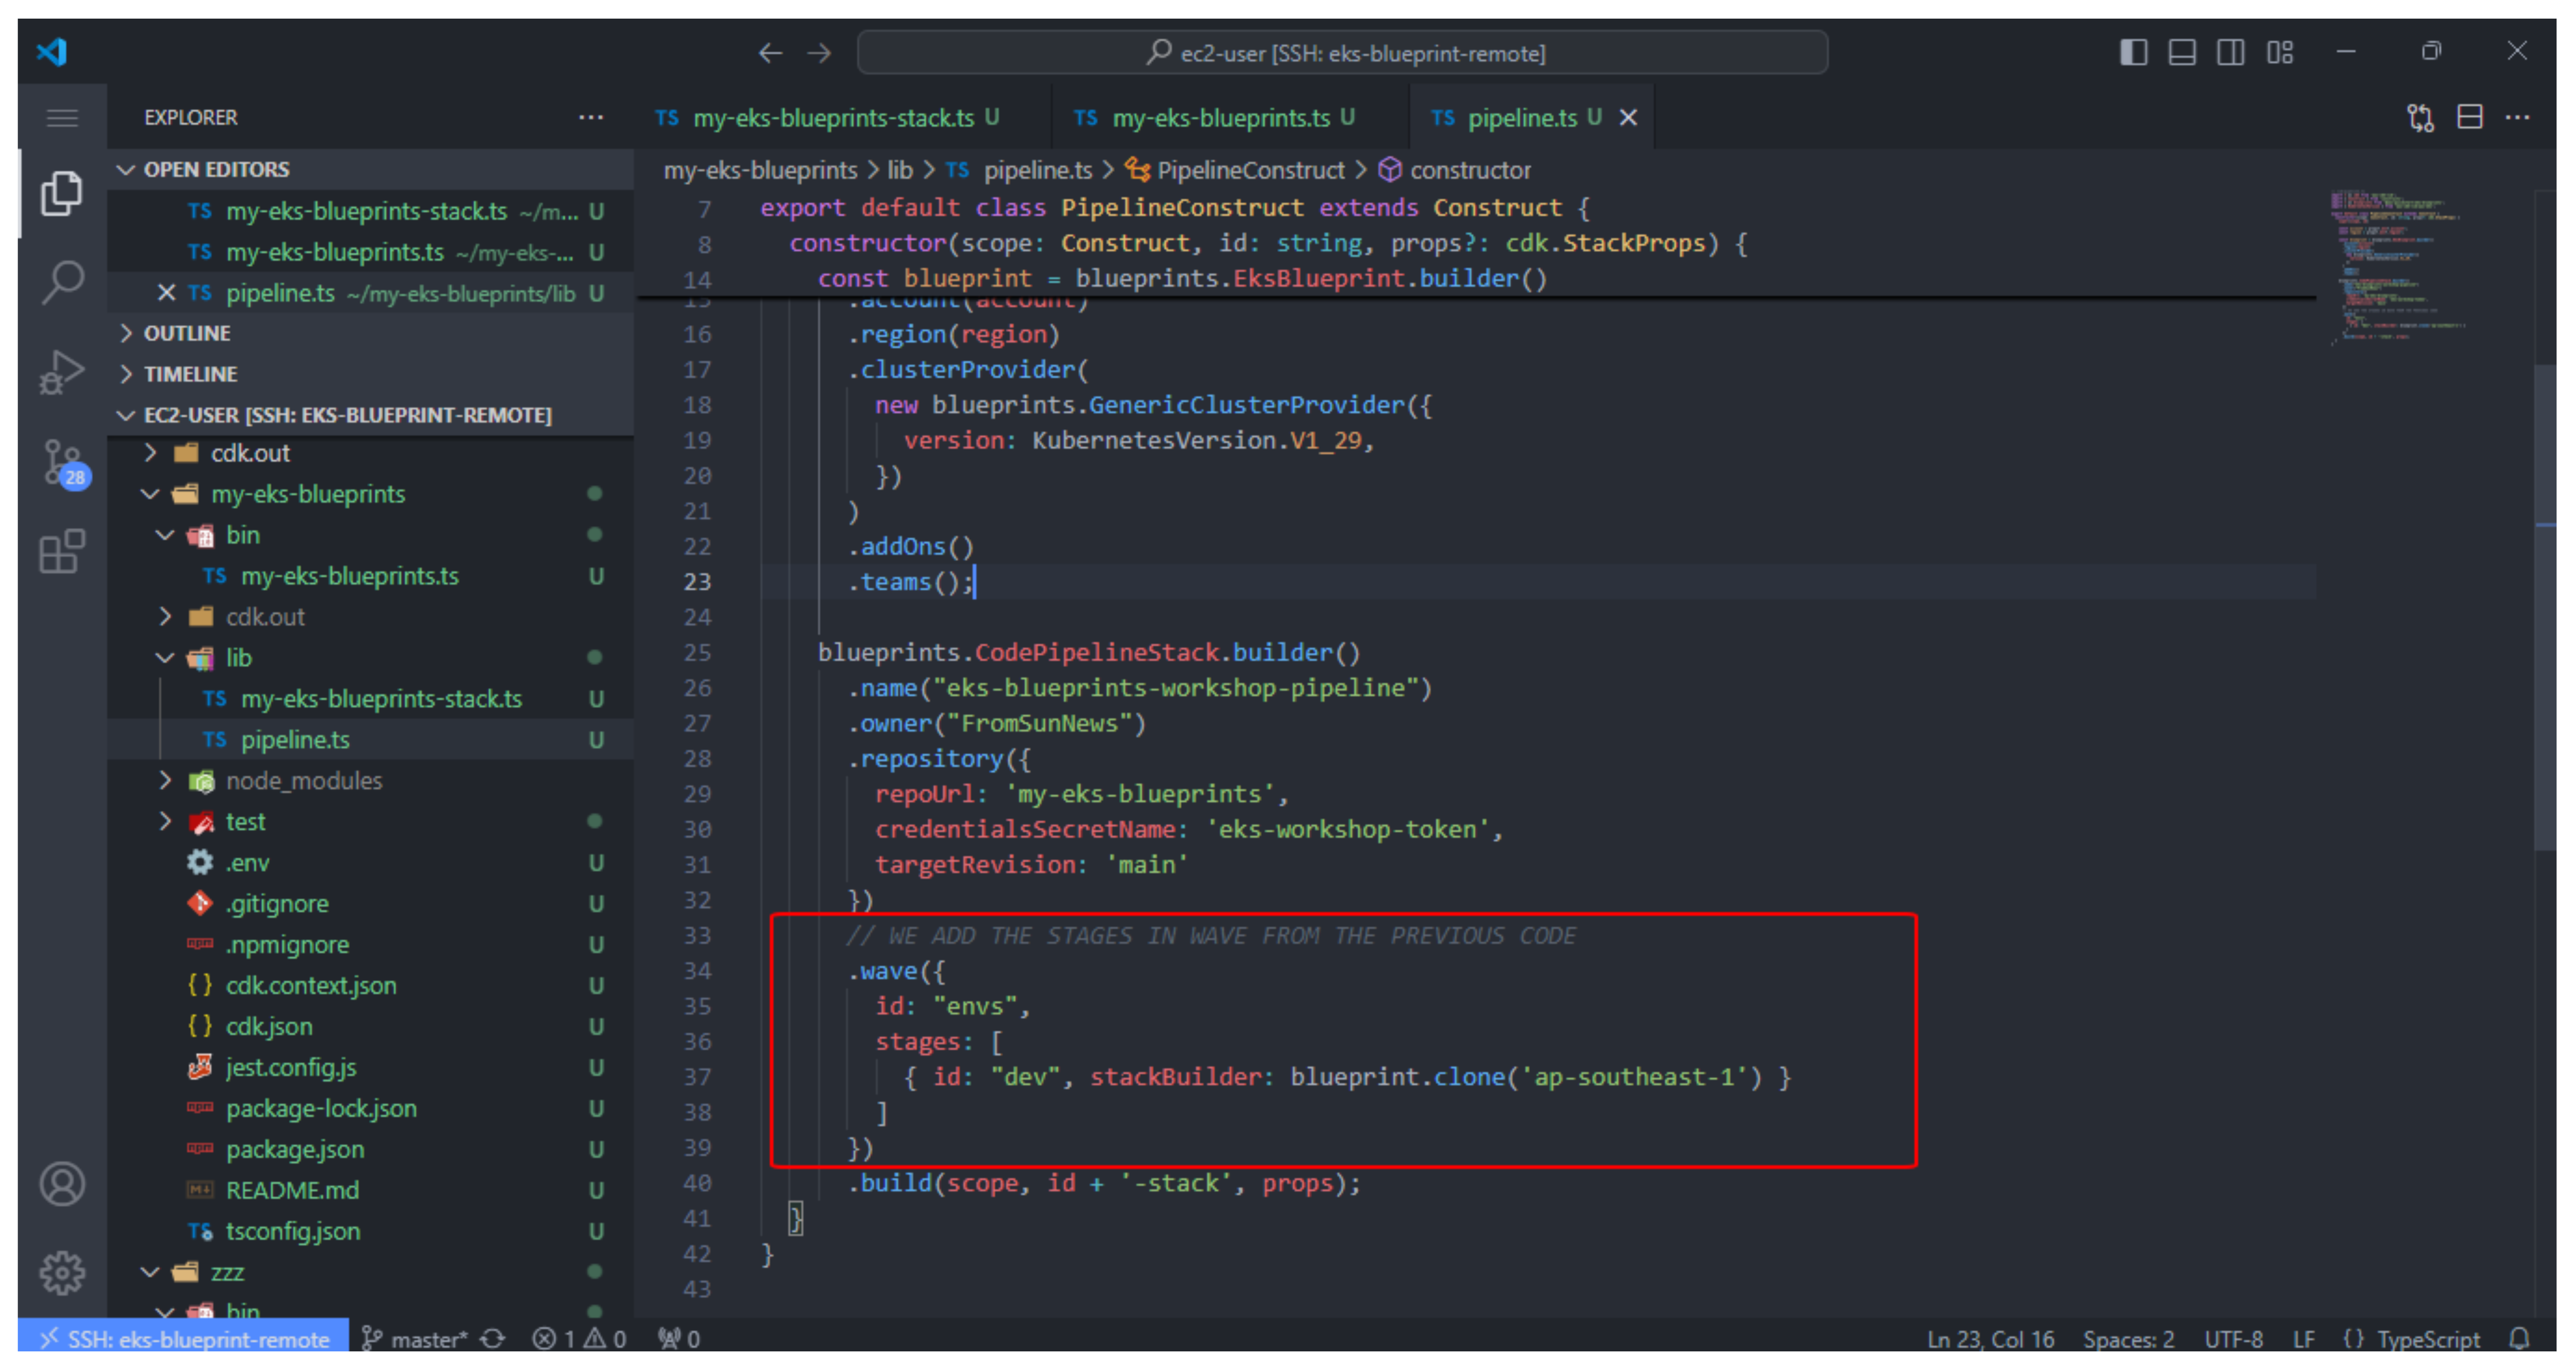 ec2-user [SSH: eks-blueprint-remote]
EXPLORER
OPEN EDITORS
TS my-eks-blueprints-stack.ts ~/m... U
TS my-eks-blueprints.ts ~/my-eks-... U
TS pipeline.ts ~/my-eks-blueprints/lib U
OUTLINE
TIMELINE
EC2-USER [SSH: EKS-BLUEPRINT-REMOTE]
cdk.out
my-eks-blueprints
bin
TS my-eks-blueprints.ts U
cdk.out
lib
TS my-eks-blueprints-stack.ts U
TS pipeline.ts U
node_modules
test
.env U
.gitignore U
.npmignore U
{} cdk.context.json U
{} cdk.json U
jest.config.js U
package-lock.json U
package.json U
README.md U
TS tsconfig.json U
zzz
bin
28
TS my-eks-blueprints-stack.ts U
TS my-eks-blueprints.ts U
TS pipeline.ts U
my-eks-blueprints > lib > TS pipeline.ts > PipelineConstruct > constructor
7 export default class PipelineConstruct extends Construct {
8 constructor(scope: Construct, id: string, props?: cdk.StackProps) {
14 const blueprint = blueprints.EksBlueprint.builder()
15 .account(account)
16 .region(region)
17 .clusterProvider(
18 new blueprints.GenericClusterProvider({
19 version: KubernetesVersion.V1_29,
20 })
21 )
22 .addOns()
23 .teams();
24
25 blueprints.CodePipelineStack.builder()
26 .name("eks-blueprints-workshop-pipeline")
27 .owner("FromSunNews")
28 .repository({
29 repoUrl: 'my-eks-blueprints',
30 credentialsSecretName: 'eks-workshop-token',
31 targetRevision: 'main'
32 })
33 // WE ADD THE STAGES IN WAVE FROM THE PREVIOUS CODE
34 .wave({
35 id: "envs",
36 stages: [
37 { id: "dev", stackBuilder: blueprint.clone('ap-southeast-1') }
38 ]
39 })
40 .build(scope, id + '-stack', props);
41 }
42 }
43
SSH: eks-blueprint-remote master* 1 0 0 Ln 23, Col 16 Spaces: 2 UTF-8 LF {} TypeScript